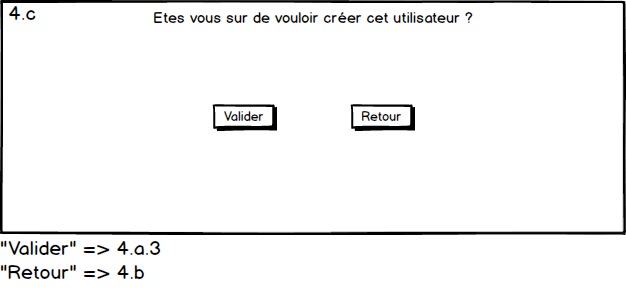 4.c
Etes vous sur de vouloir créer cet utilisateur ?
Valider
Retour
"Valider" => 4.a.3
"Retour" => 4.b